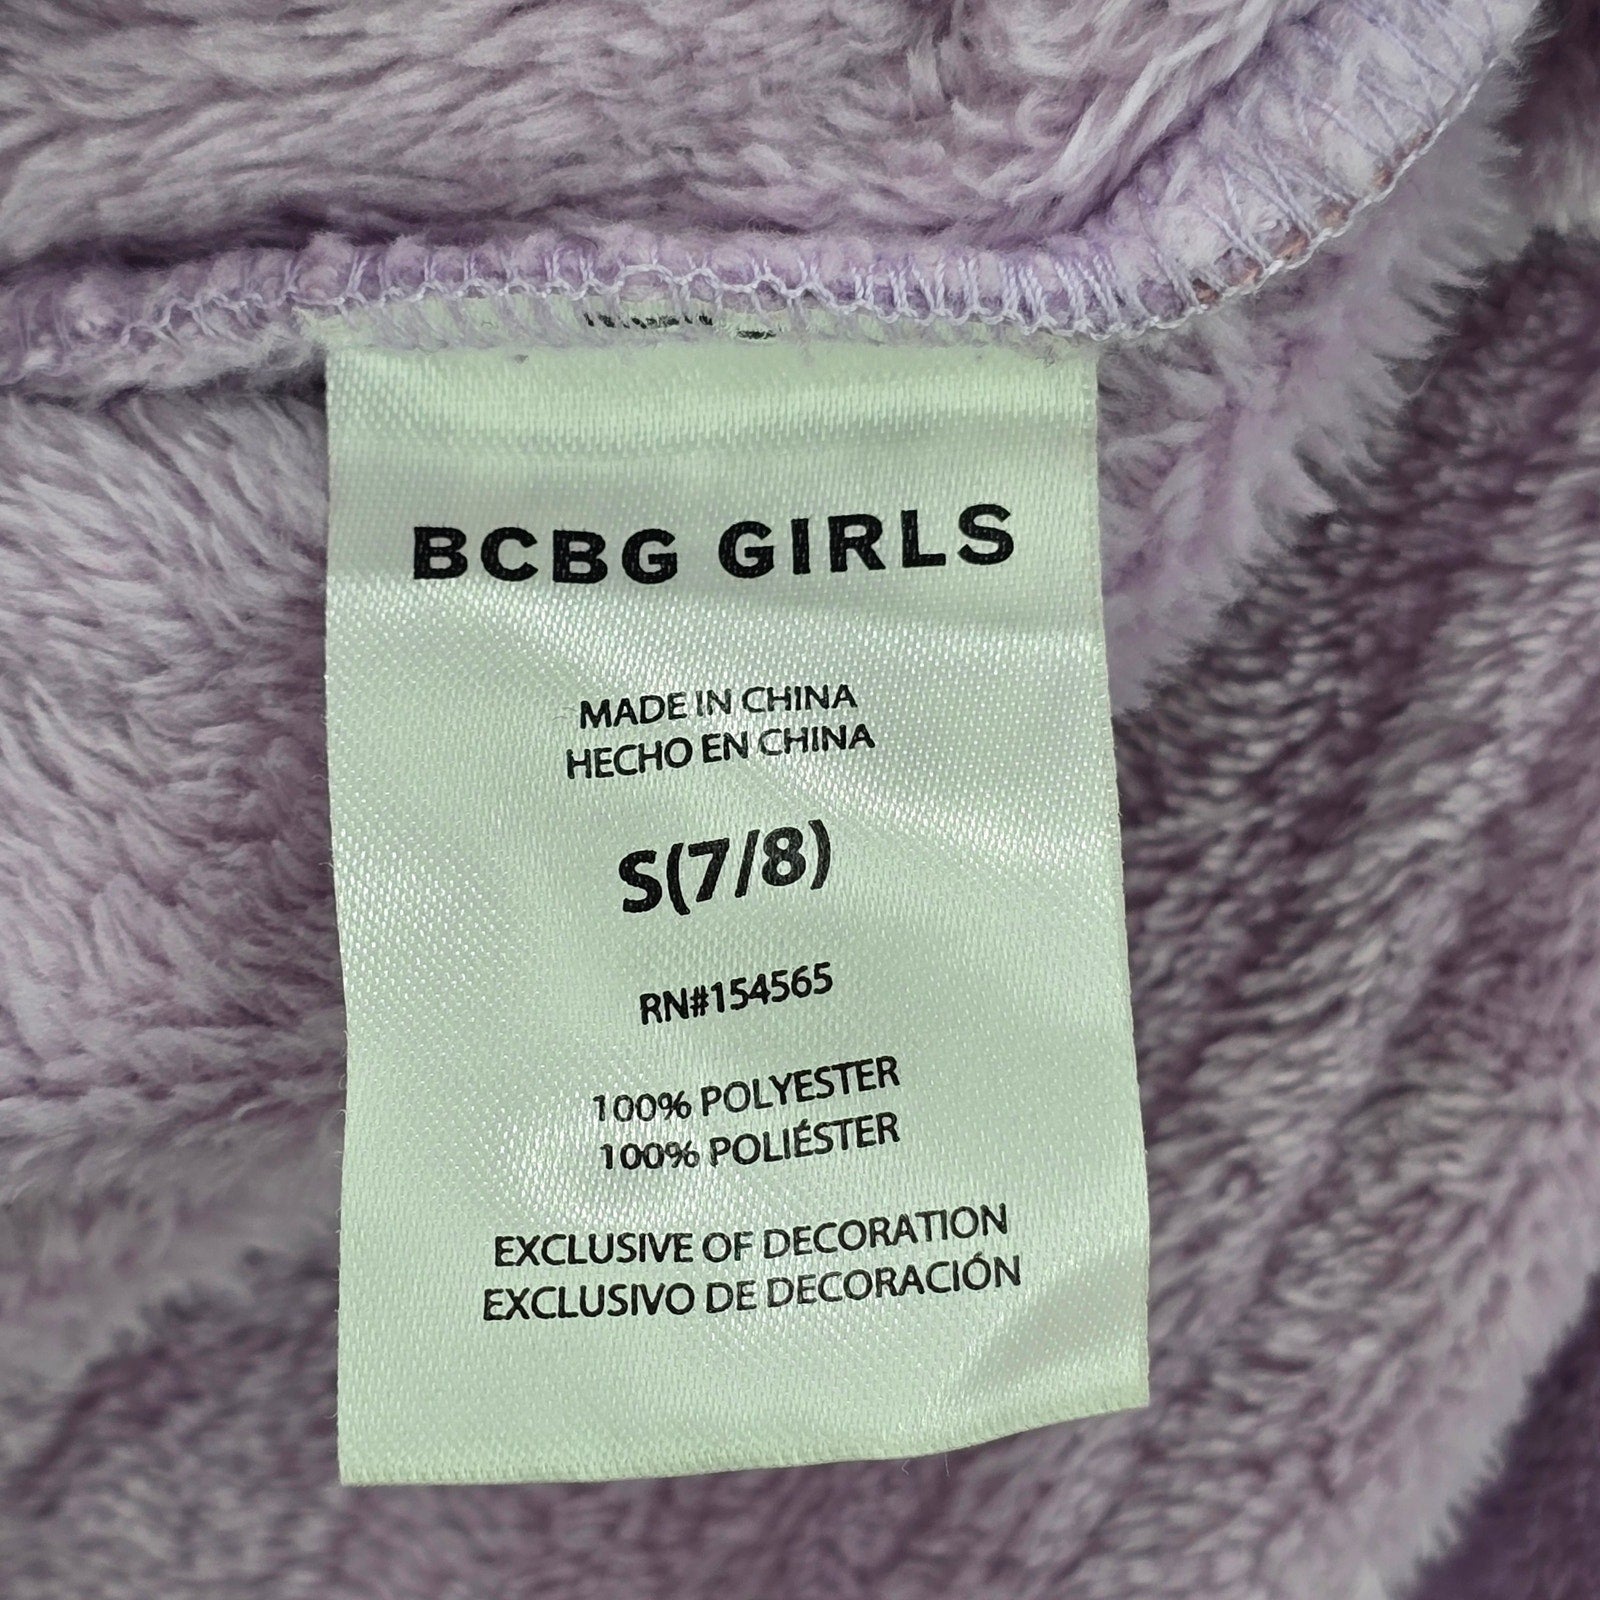 BCBG GIRLS
MADE IN CHINA
HECHO EN CHINA
S(7/8)
RN#154565
100% POLYESTER
100% POLIÉSTER
EXCLUSIVE OF DECORATION
EXCLUSIVO DE DECORACIÓN